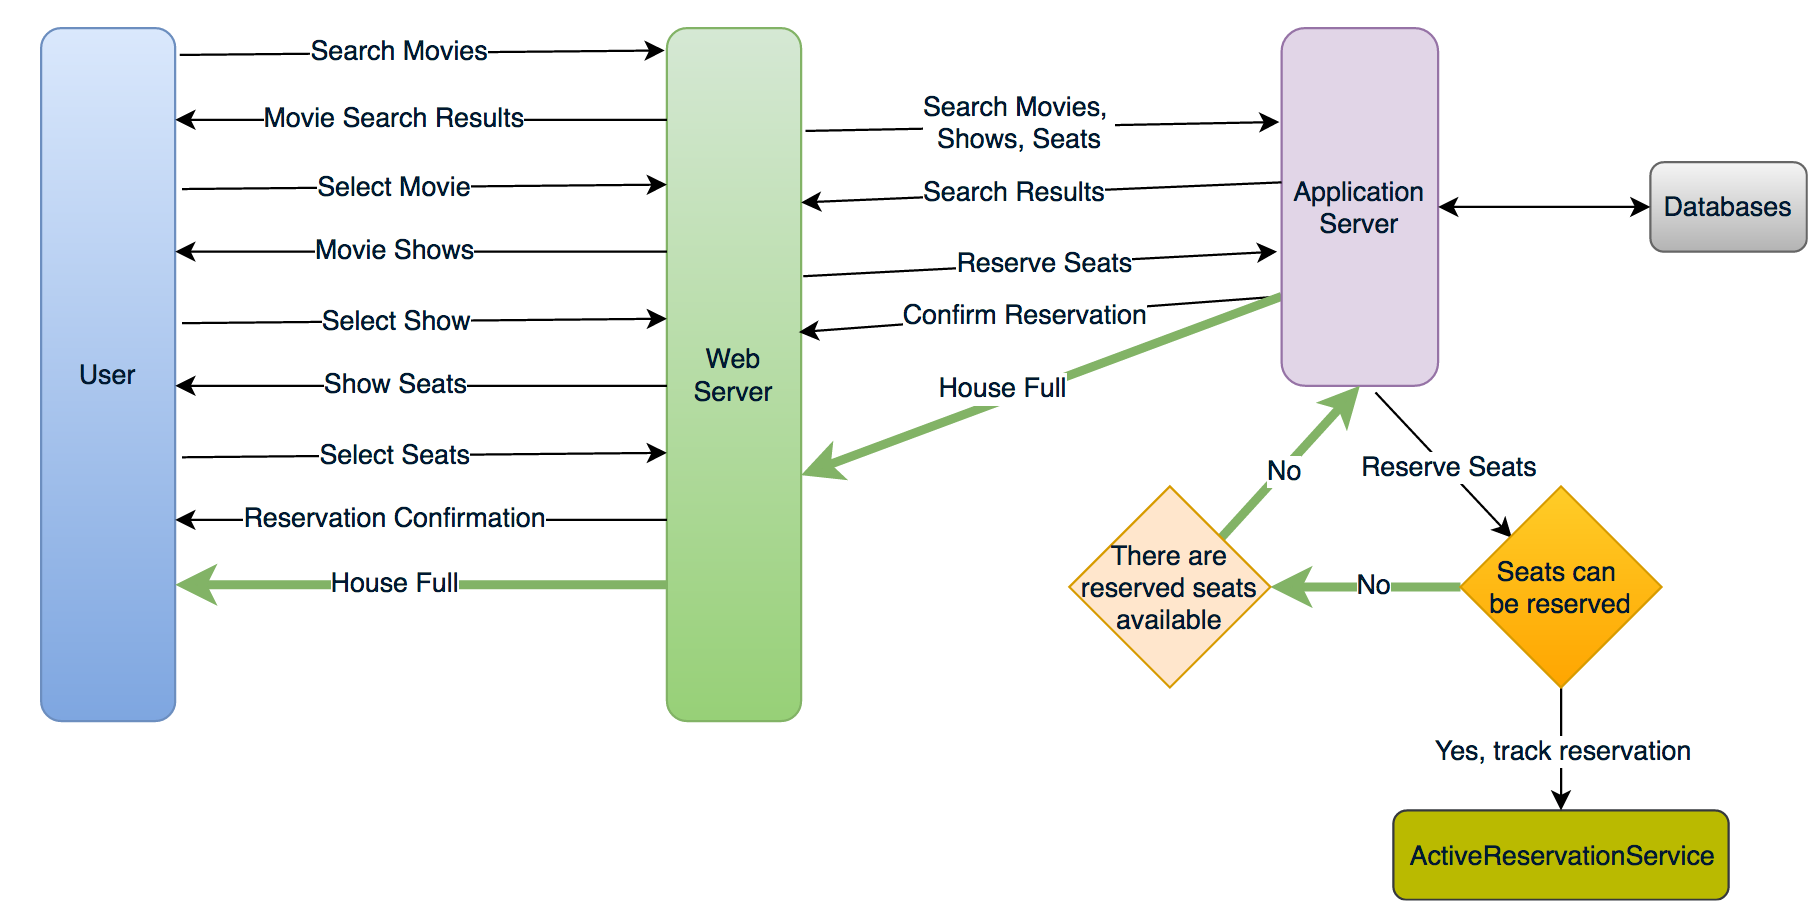 User
Search Movies
Movie Search Results
Select Movie
Movie Shows
Select Show
Show Seats
Select Seats
Reservation Confirmation
House Full
Web
Server
Search Movies,
Shows, Seats
Search Results
Reserve Seats
Confirm Reservation
House Full
Application
Server
Databases
No
Reserve Seats
There are
reserved seats
available
No
Seats can
be reserved
Yes, track reservation
ActiveReservationService